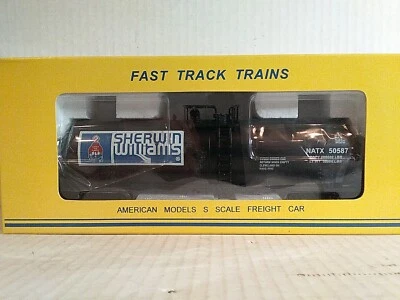 FAST TRACK TRAINS
SHERWIN
WILLIAMS
NATX 50587
AMERICAN MODELS S SCALE FREIGHT CAR